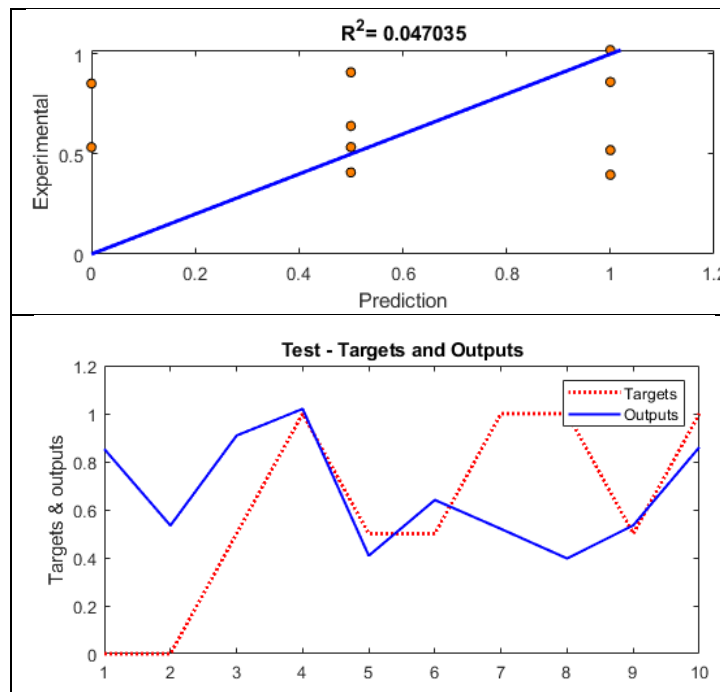 R2= 0.047035
1
0.5
0
Experimental
0 0.2 0.4 0.6 0.8 1 1.2
Prediction
Test - Targets and Outputs
1.2
1
0.8
0.6
0.4
0.2
0
Targets & outputs
Targets
Outputs
1 2 3 4 5 6 7 8 9 10